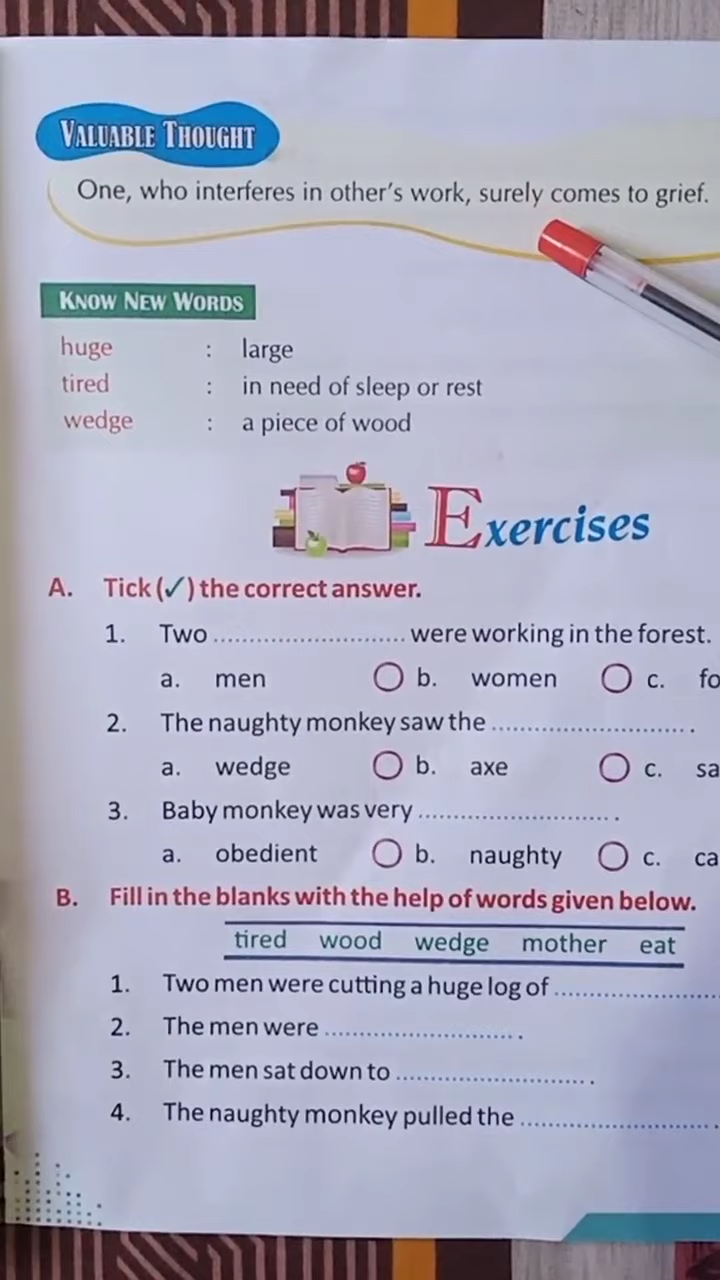 VALUABLE THOUGHT
One, who interferes in other's work, surely comes to grief.
KNOW NEW WORDS
huge : large
tired : in need of sleep or rest
wedge : a piece of wood
Exercises
A. Tick (✓) the correct answer.
1. Two ........................... were working in the forest.
a. men b. women c. fo
2. The naughty monkey saw the ............................. .
a. wedge b. axe c. sa
3. Baby monkey was very ............................. .
a. obedient b. naughty c. ca
B. Fill in the blanks with the help of words given below.
tired wood wedge mother eat
1. Two men were cutting a huge log of .......................
2. The men were ............................ .
3. The men sat down to ............................ .
4. The naughty monkey pulled the ............................ .